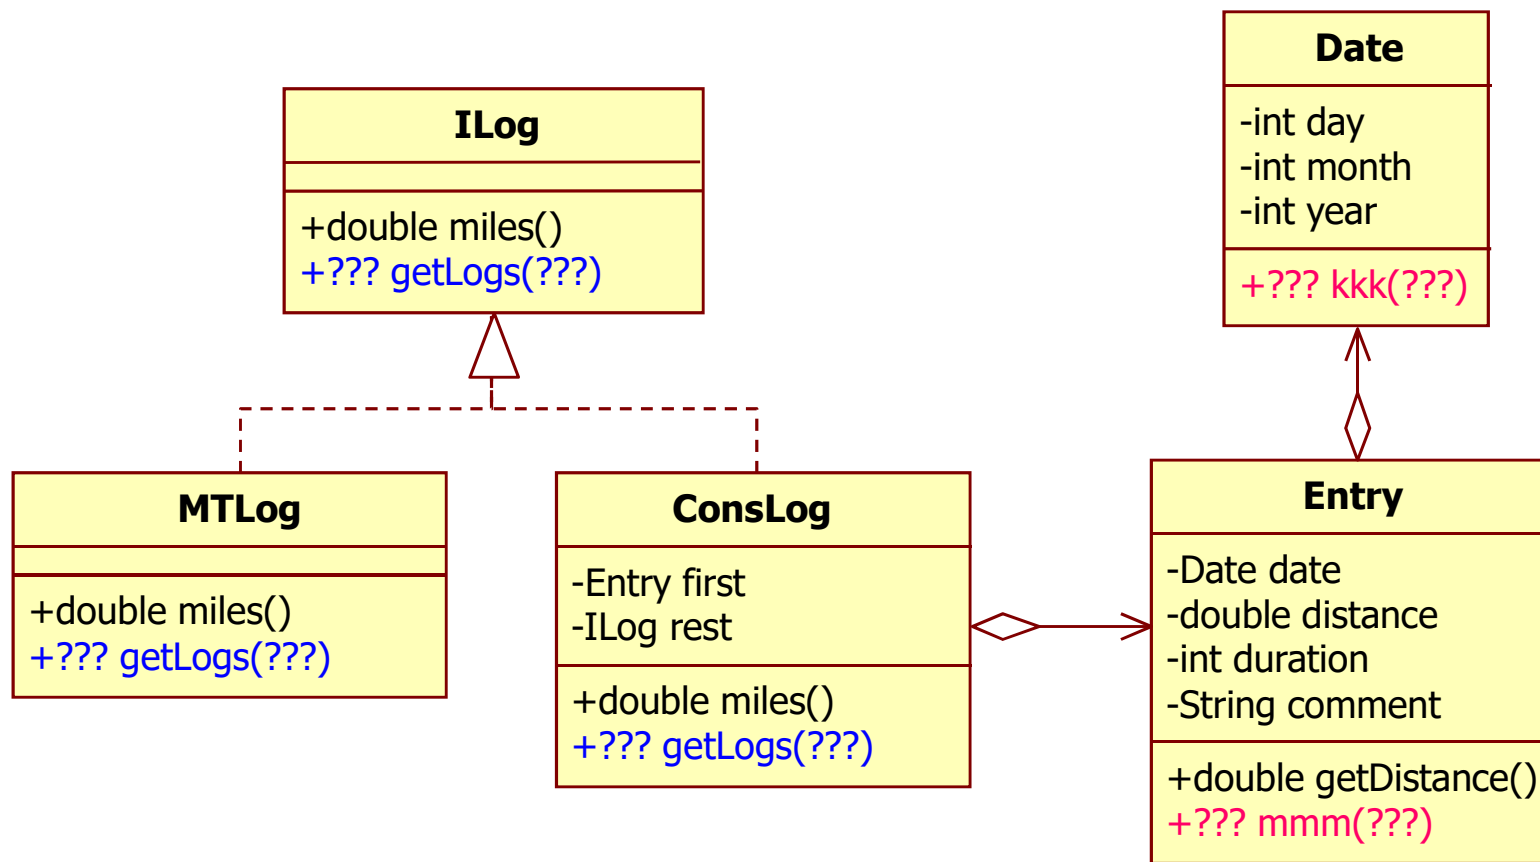 Date
-int day
-int month
-int year
+??? kkk(???)
ILog
+double miles()
+??? getLogs(???)
MTLog
+double miles()
+??? getLogs(???)
ConsLog
-Entry first
-ILog rest
+double miles()
+??? getLogs(???)
Entry
-Date date
-double distance
-int duration
-String comment
+double getDistance()
+??? mmm(???)